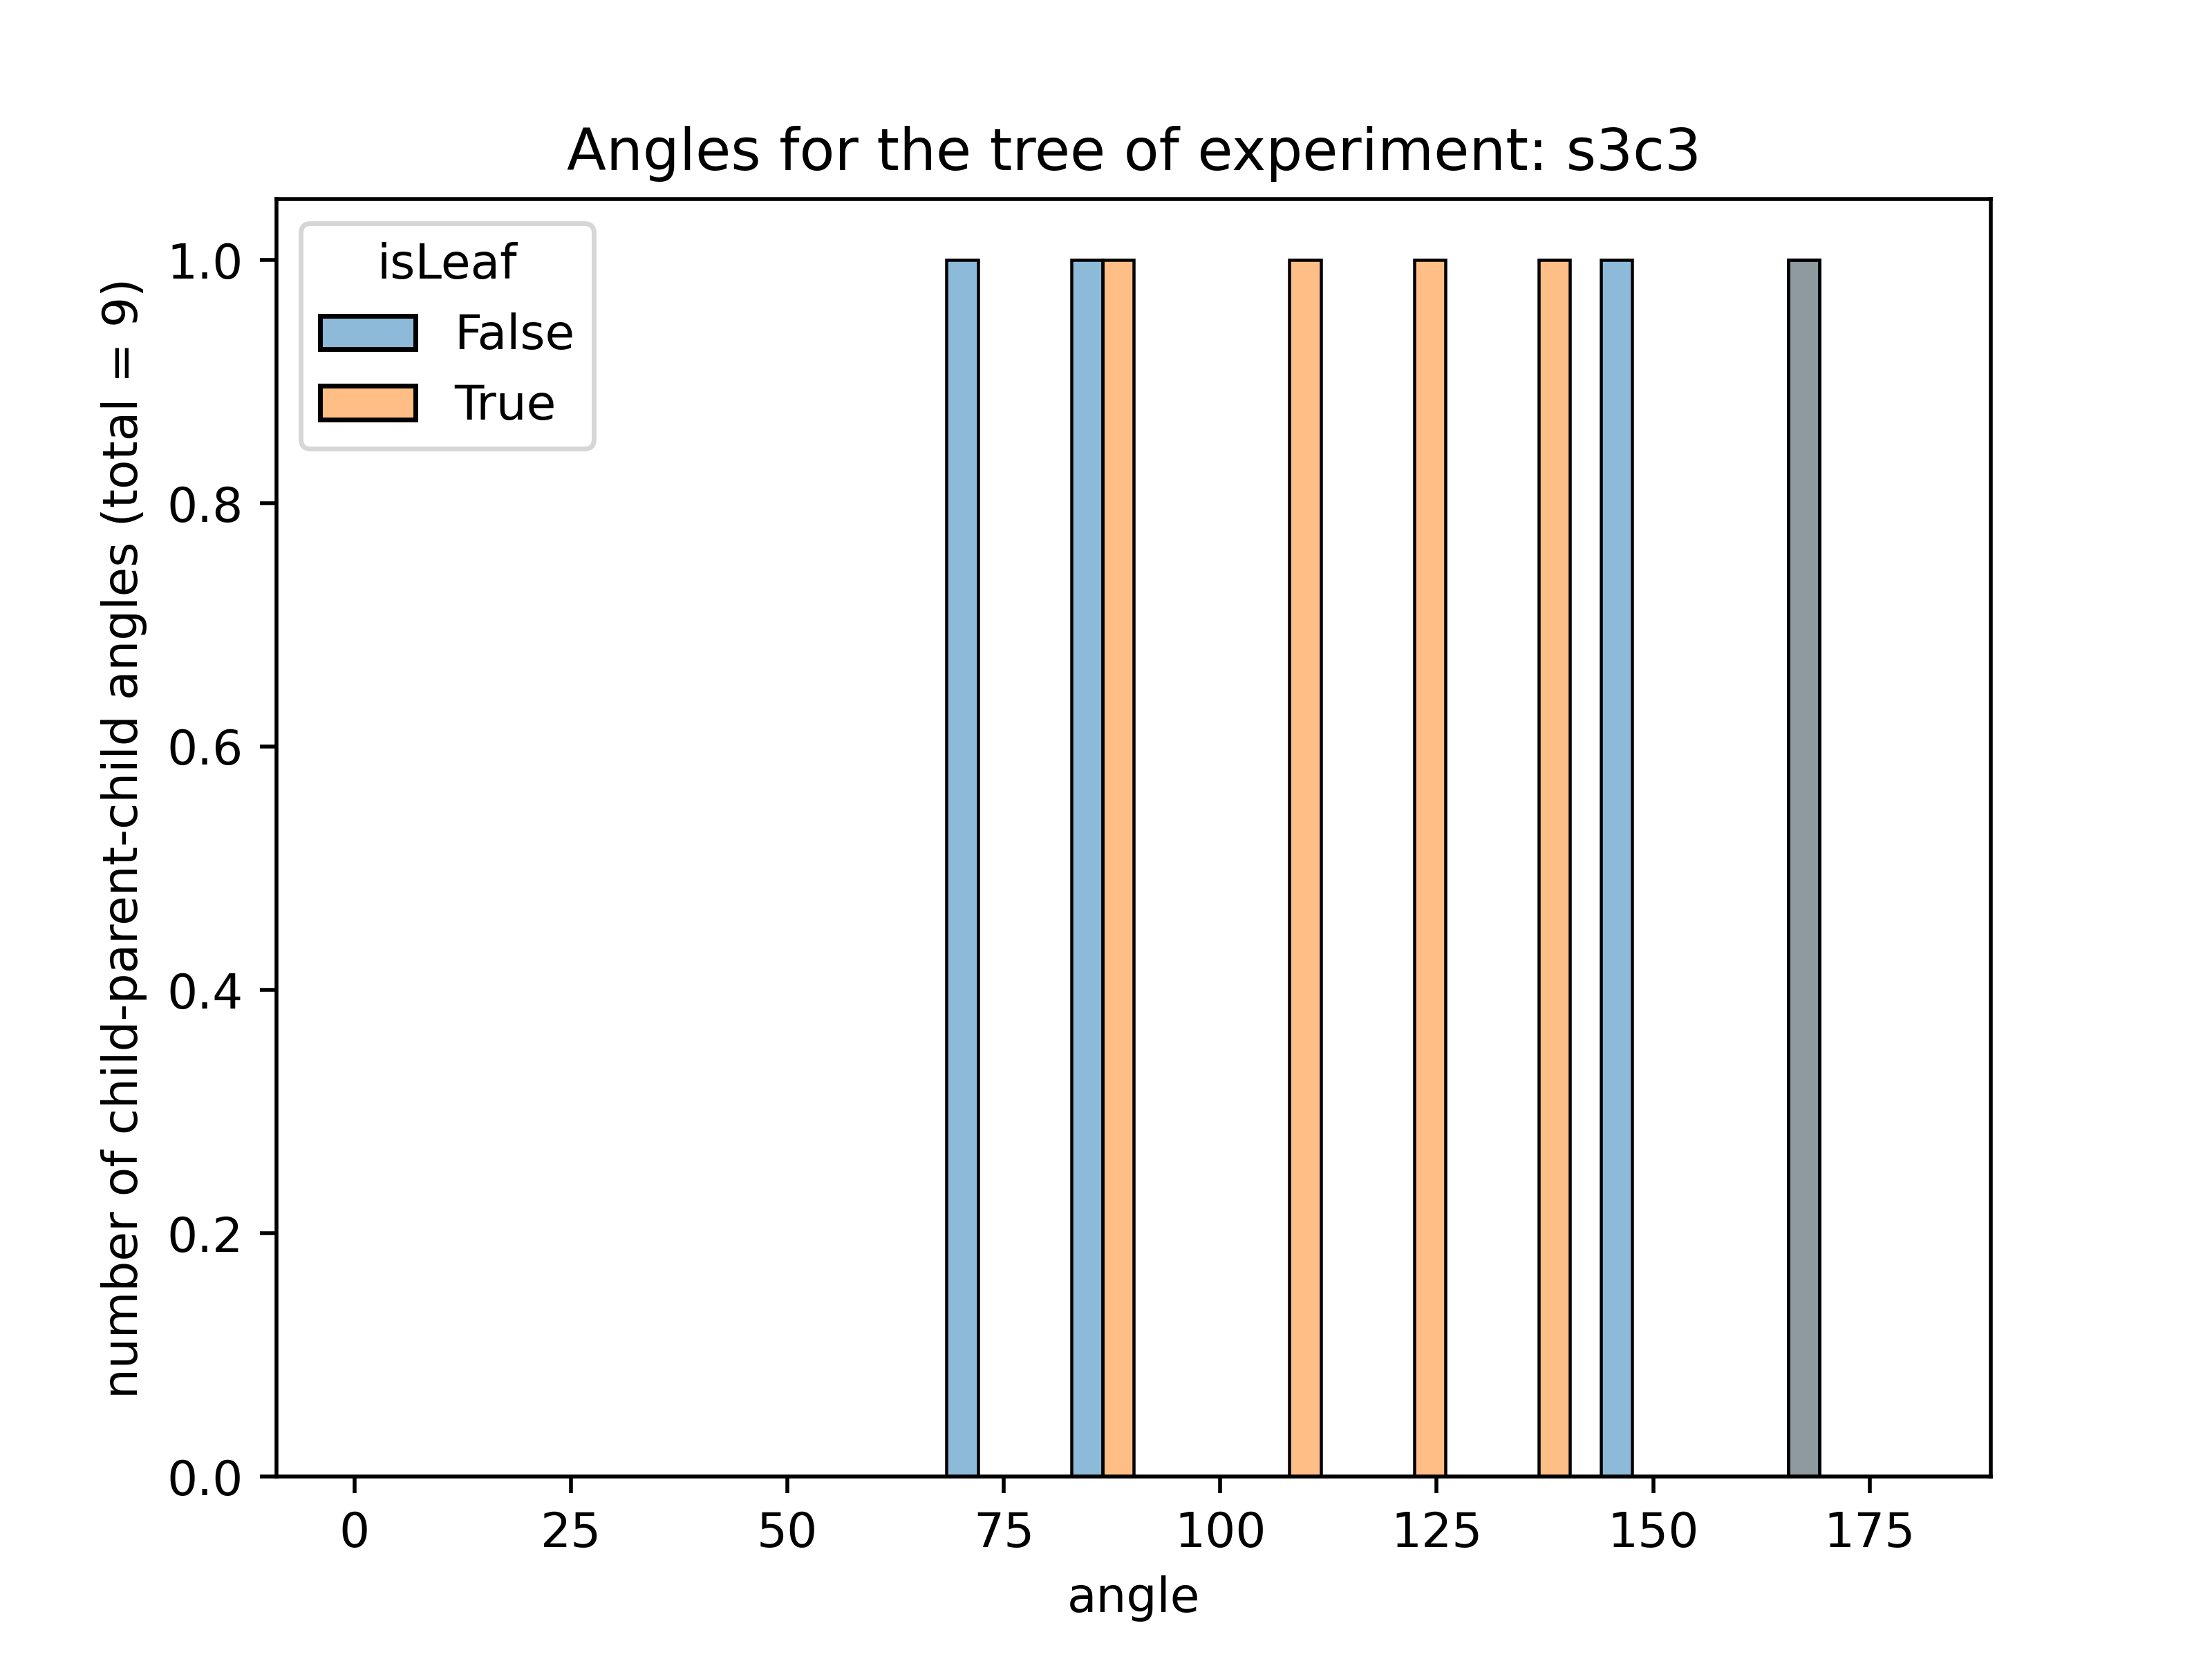 Angles for the tree of experiment: s3c3
isLeaf
False
True
number of child-parent-child angles (total = 9)
1.0
0.8
0.6
0.4
0.2
0.0
0 25 50 75 100 125 150 175
angle